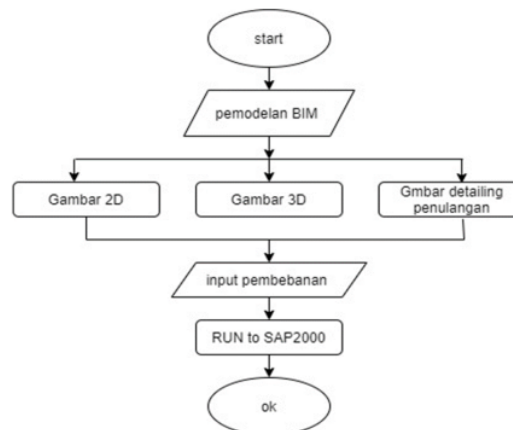 start
pemodelan BIM
Gambar 2D
Gambar 3D
Gmbar detailing
penulangan
input pembebanan
RUN to SAP2000
ok